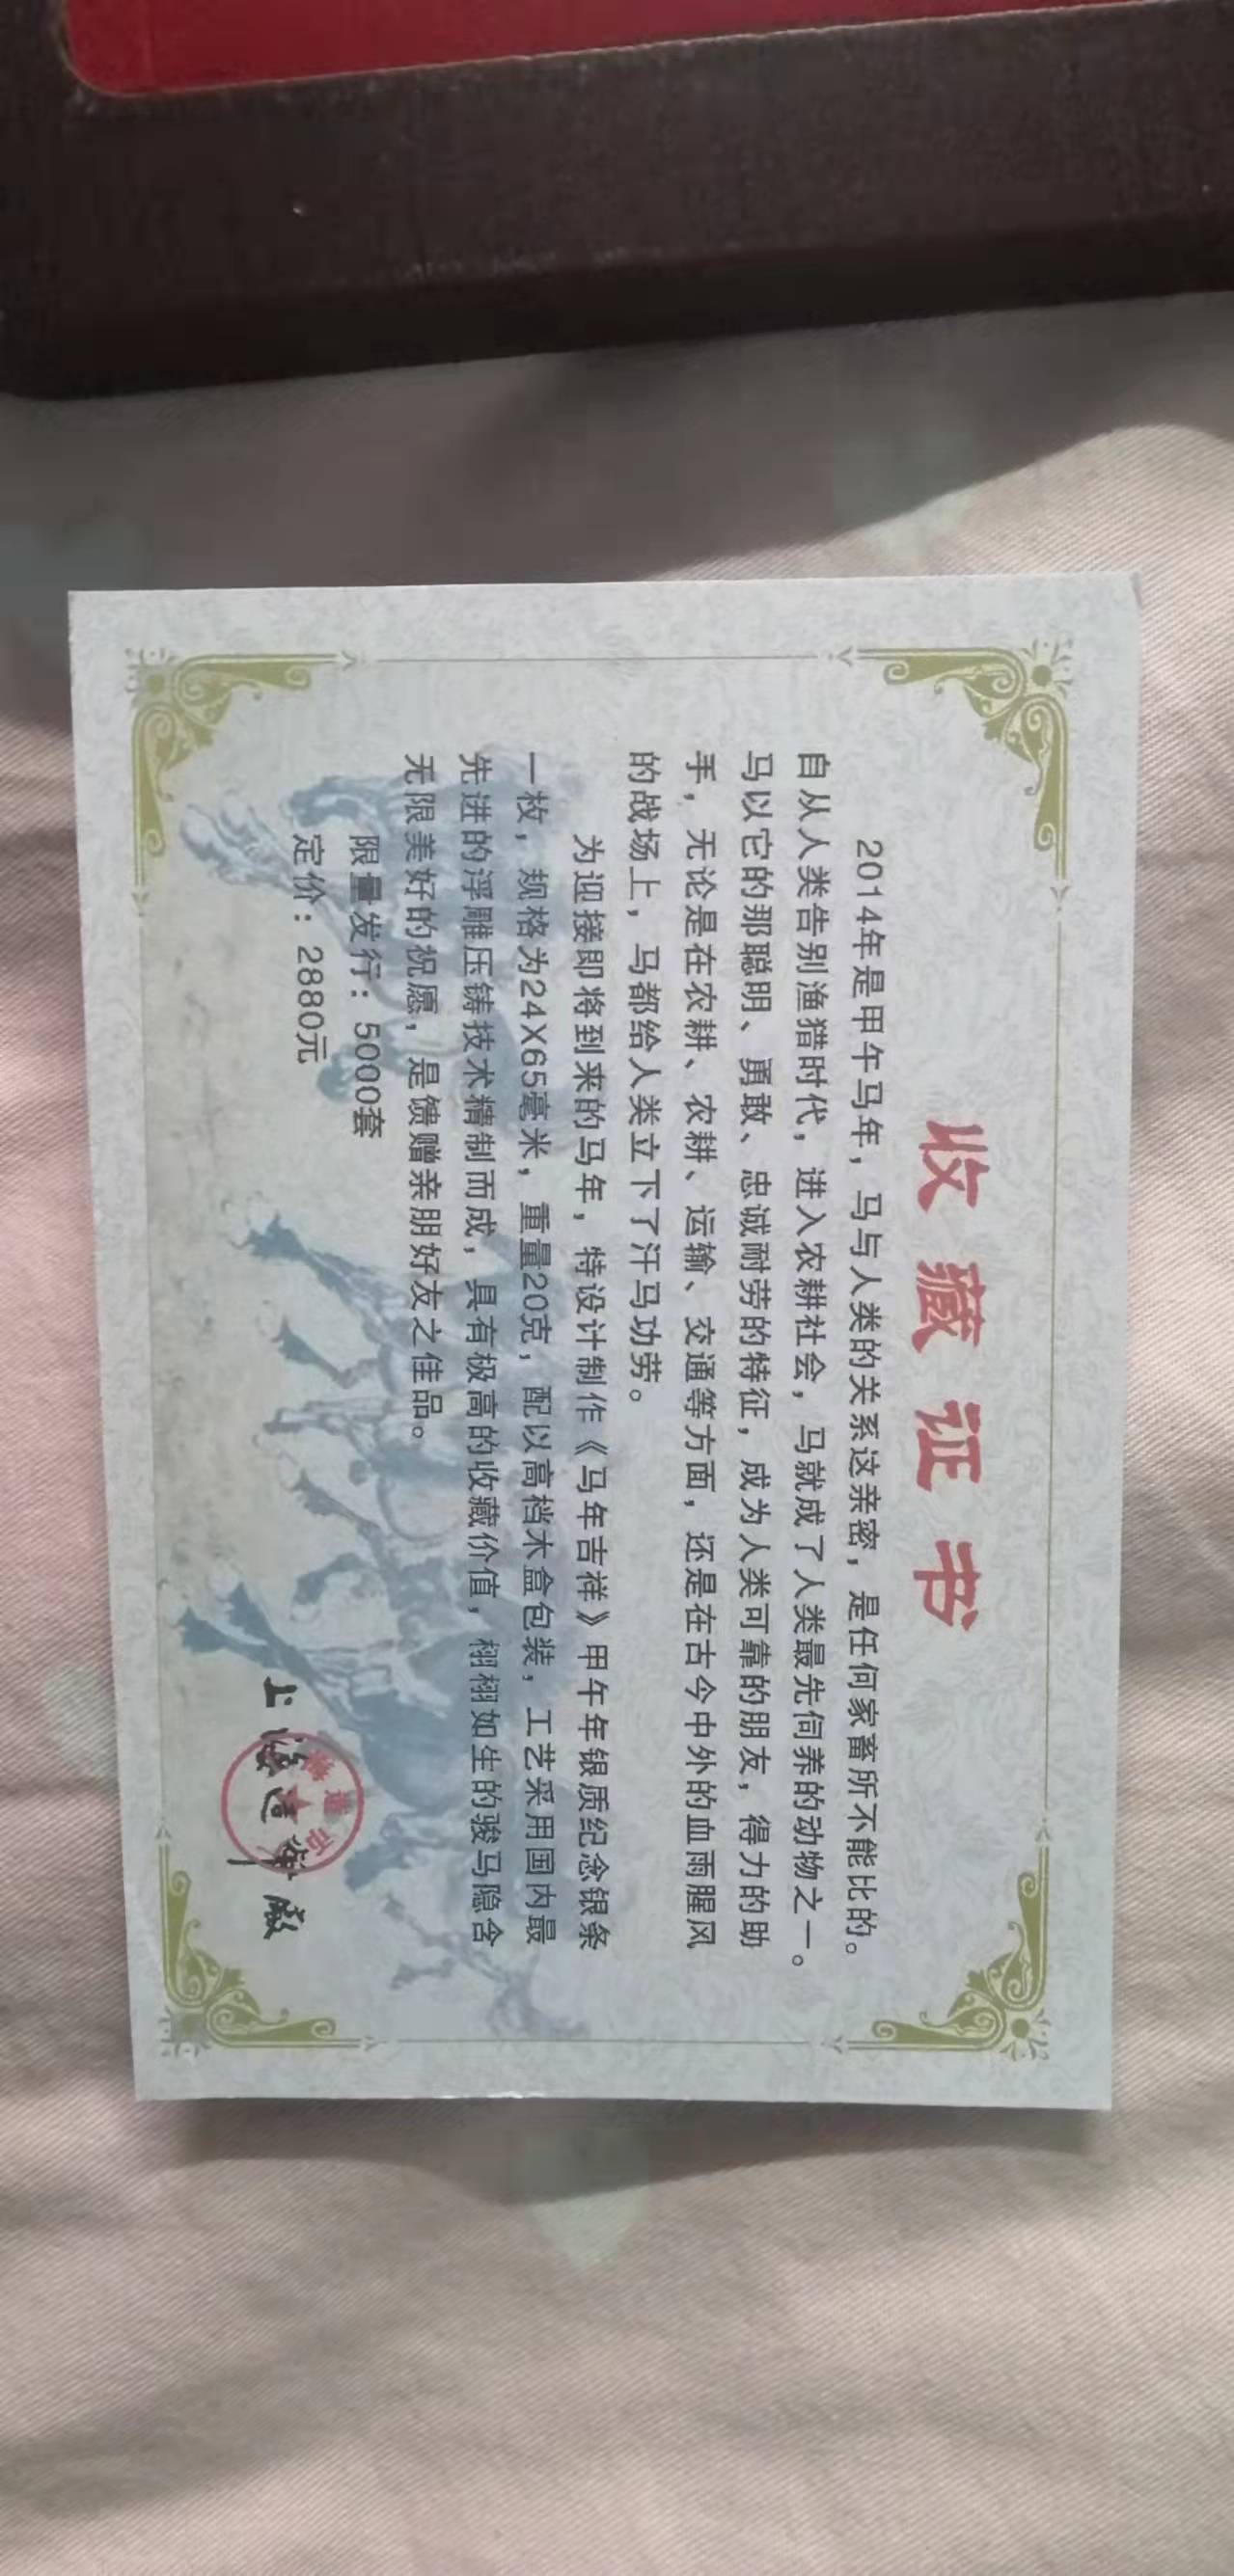 收藏证书
2014年是甲午马年，马与人类的关系这亲密，是任何家畜所不能比的。
自从人类告别渔猎时代，进入农耕社会，马就成了人类最先伺养的动物之一。
马以它的那聪明、勇敢、忠诚耐劳的特征，成为人类可靠的朋友，得力的助
手，无论是在农耕、农耕、运输、交通等方面，还是在古今中外的血雨腥风
的战场上，马都给人类立下了汗马功劳。
为迎接即将到来的马年，特设计制作《马年吉祥》甲午年银质纪念银条
一枚，规格为24X65毫米，重量20克，配以高档木盒包装，工艺采用国内最
先进的浮雕压铸技术精制而成，具有极高的收藏价值，栩栩如生的骏马隐含
无限美好的祝愿，是馈赠亲朋好友之佳品。
限量发行：5000套
定价：2880元
上海造币厂